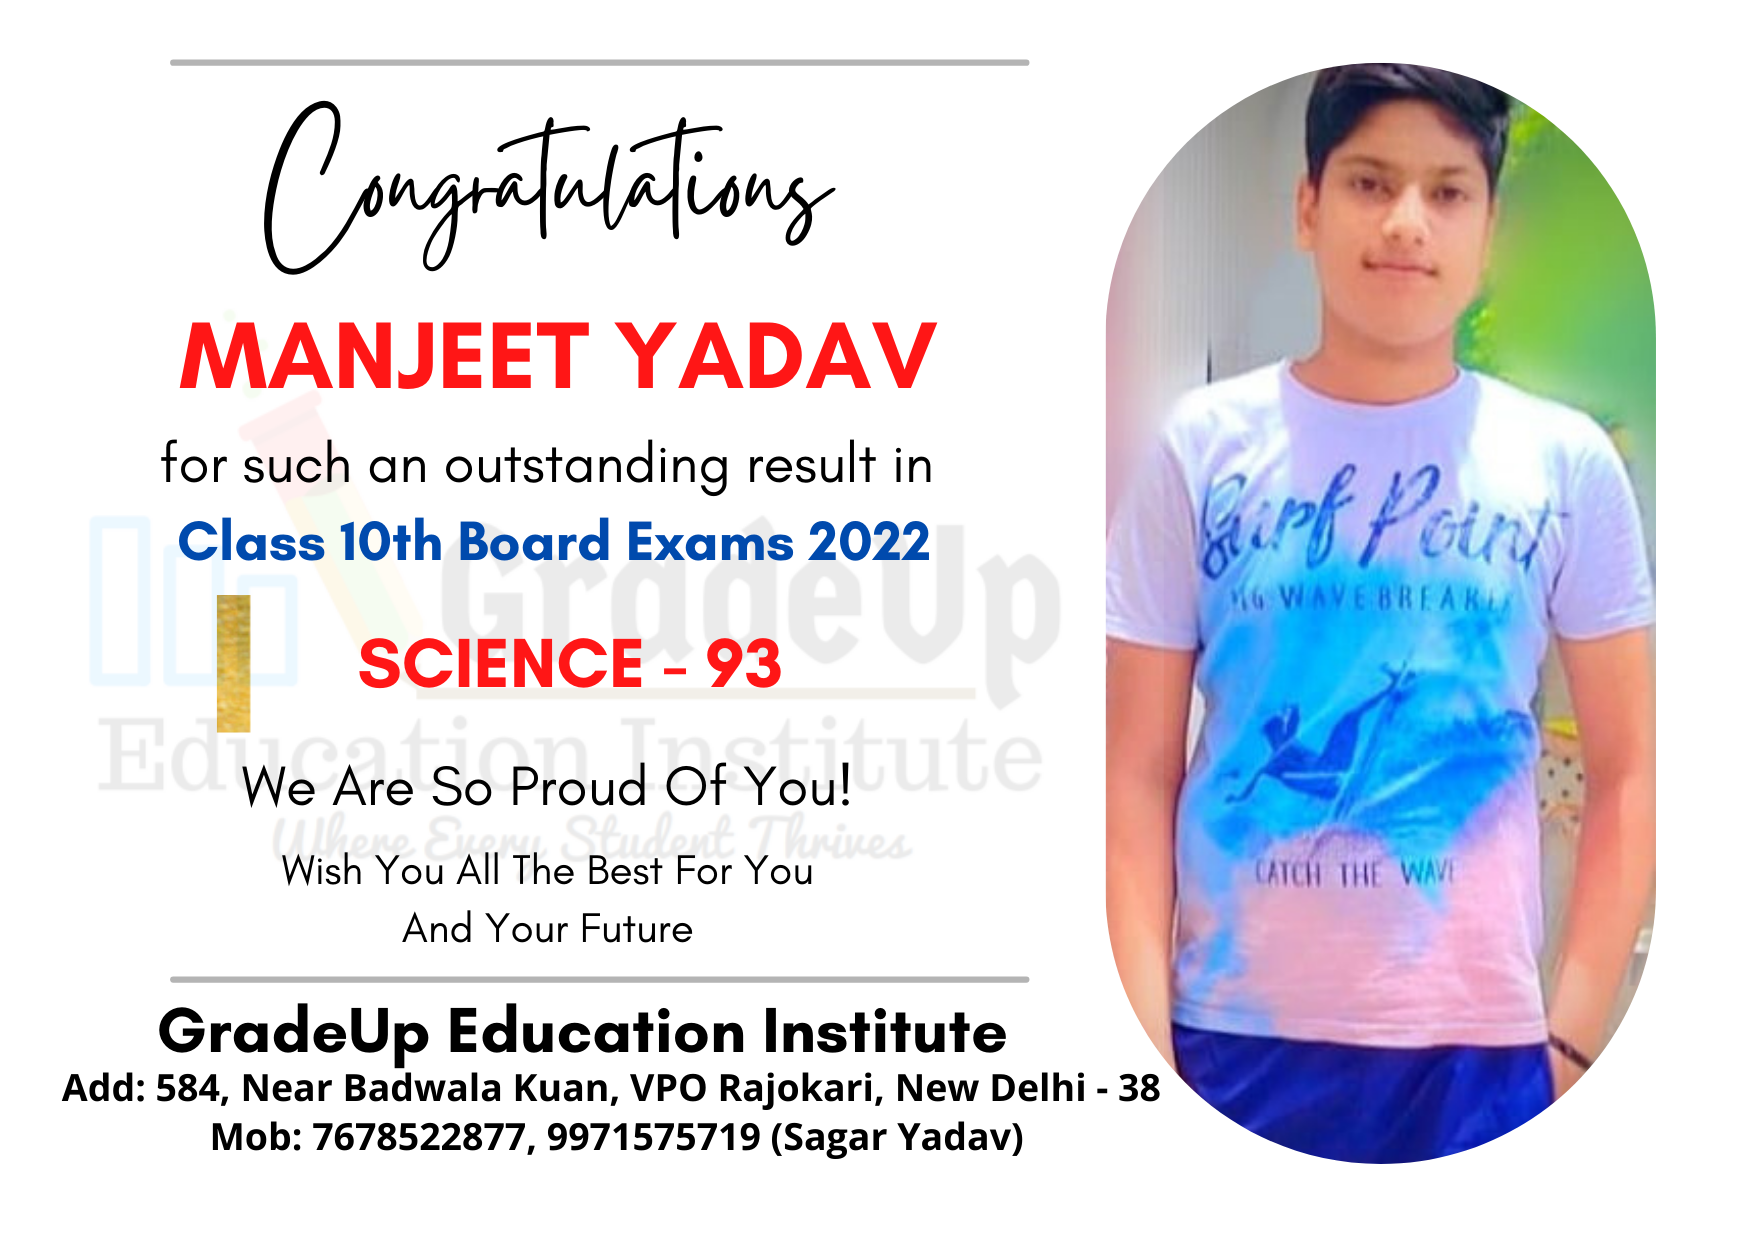 Congratulations
MANJEET YADAV
for such an outstanding result in
Class 10th Board Exams 2022
GradeUp
SCIENCE - 93
Education Institute
We Are So Proud Of You!
Where Every Student Thrives
Wish You All The Best For You
And Your Future
GradeUp Education Institute
Add: 584, Near Badwala Kuan, VPO Rajokari, New Delhi - 38
Mob: 7678522877, 9971575719 (Sagar Yadav)
Surf Point
WAVE
CATCH THE WAVE